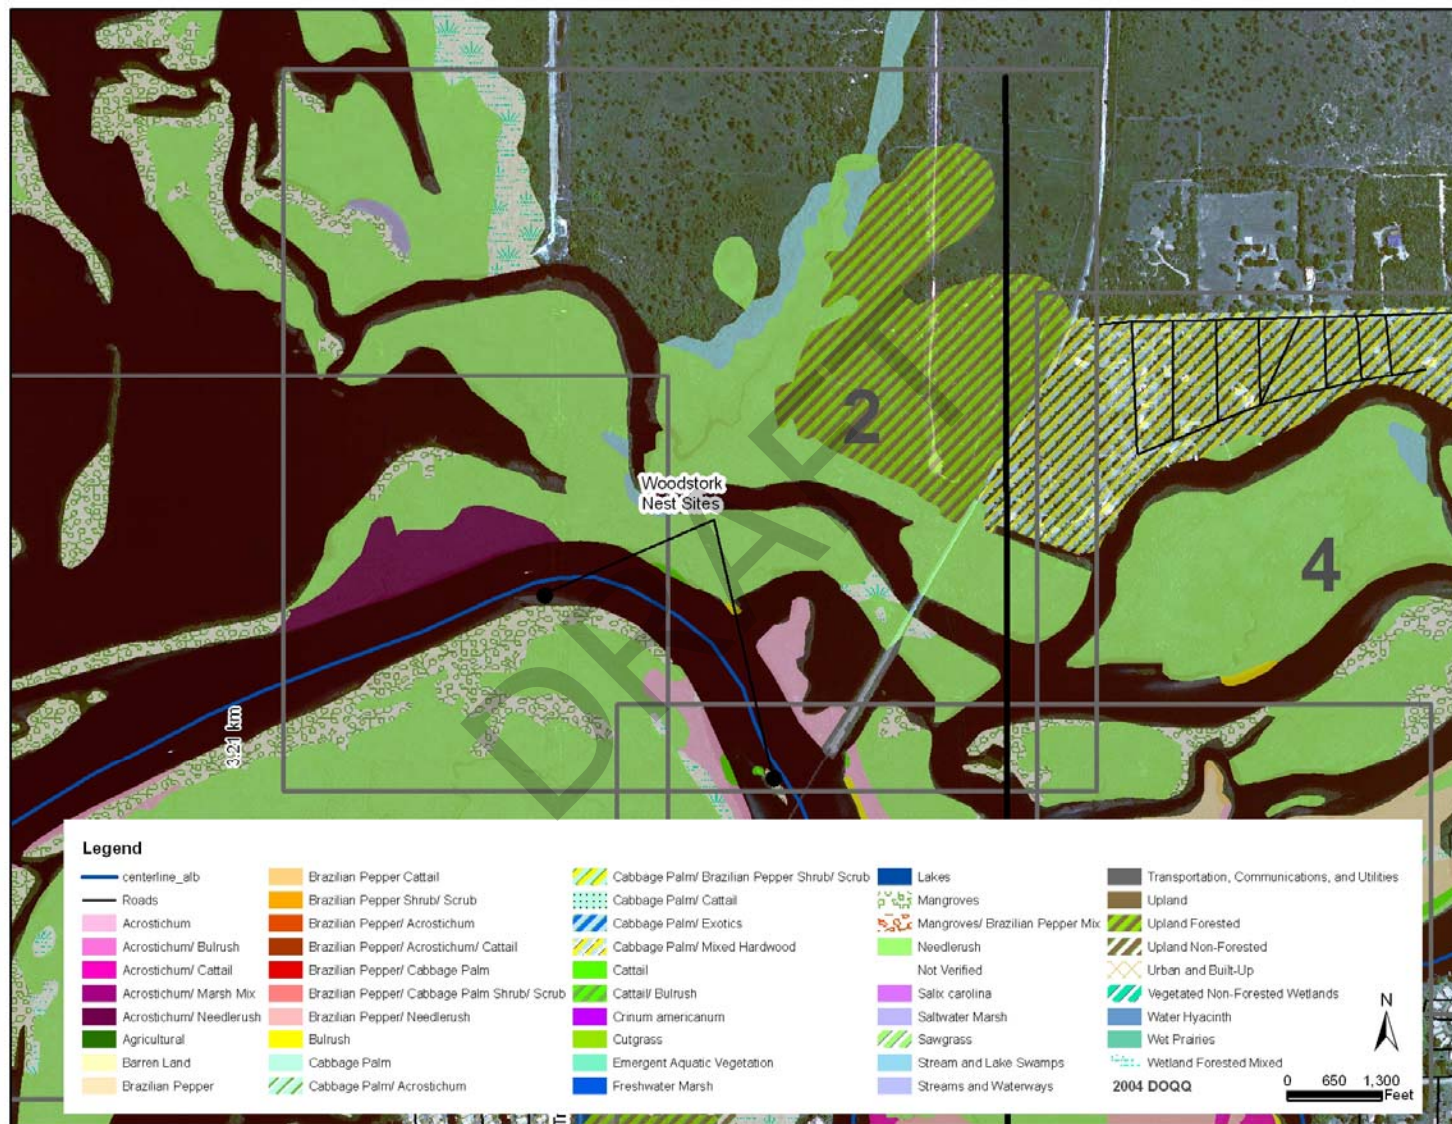 2
Woodstork
Nest Sites
4
3.21 km
DRAFT
Legend
centerline_alb
Roads
Acrostichum
Acrostichum/ Bulrush
Acrostichum/ Cattail
Acrostichum/ Marsh Mix
Acrostichum/ Needlerush
Agricultural
Barren Land
Brazilian Pepper
Brazilian Pepper Cattail
Brazilian Pepper Shrub/ Scrub
Brazilian Pepper/ Acrostichum
Brazilian Pepper/ Acrostichum/ Cattail
Brazilian Pepper/ Cabbage Palm
Brazilian Pepper/ Cabbage Palm Shrub/ Scrub
Brazilian Pepper/ Needlerush
Bulrush
Cabbage Palm
Cabbage Palm/ Acrostichum
Cabbage Palm/ Brazilian Pepper Shrub/ Scrub
Cabbage Palm/ Cattail
Cabbage Palm/ Exotics
Cabbage Palm/ Mixed Hardwood
Cattail
Cattail/ Bulrush
Crinum americanum
Cutgrass
Emergent Aquatic Vegetation
Freshwater Marsh
Lakes
Mangroves
Mangroves/ Brazilian Pepper Mix
Needlerush
Not Verified
Salix carolina
Saltwater Marsh
Sawgrass
Stream and Lake Swamps
Streams and Waterways
Transportation, Communications, and Utilities
Upland
Upland Forested
Upland Non-Forested
Urban and Built-Up
Vegetated Non-Forested Wetlands
Water Hyacinth
Wet Prairies
Wetland Forested Mixed
2004 DOQQ
N
0 650 1,300
Feet